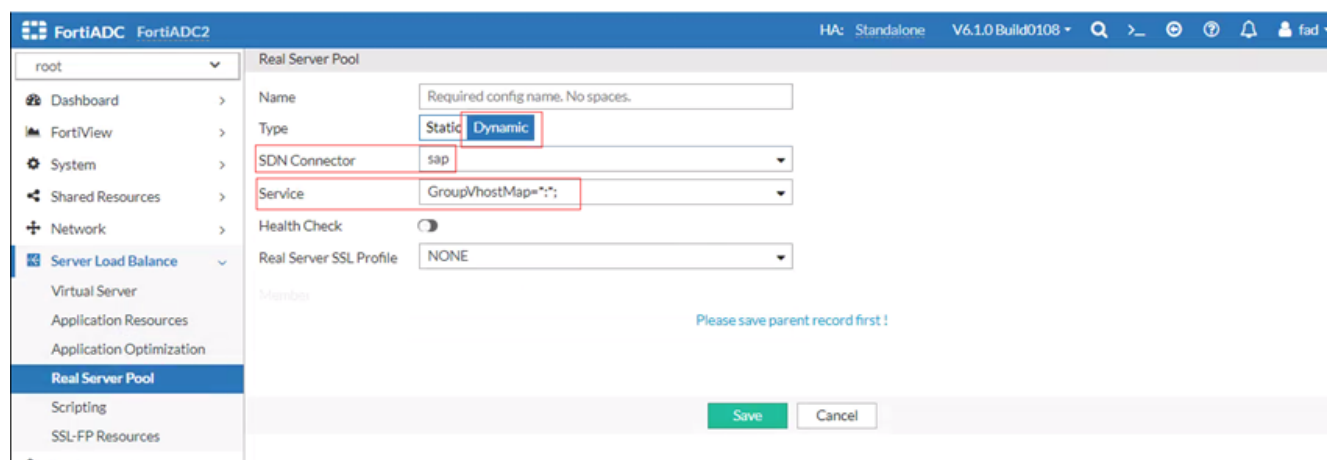 FortiADC FortiADC2 HA: Standalone V6.1.0 Build0108 >_ fad
root
Dashboard
FortiView
System
Shared Resources
Network
Server Load Balance
Virtual Server
Application Resources
Application Optimization
Real Server Pool
Scripting
SSL-FP Resources
Real Server Pool
Name Required config name. No spaces.
Type Static Dynamic
SDN Connector sap
Service GroupVhostMap=*:*;
Health Check
Real Server SSL Profile NONE
Member
Please save parent record first !
Save Cancel